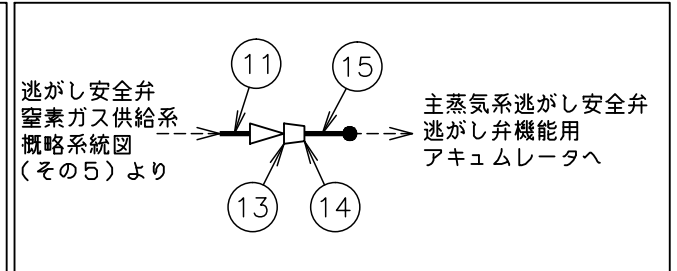 逃がし安全弁
窒素ガス供給系
概略系統図
(その5)より
11
15
13
14
主蒸気系逃がし安全弁
逃がし弁機能用
アキュムレータへ